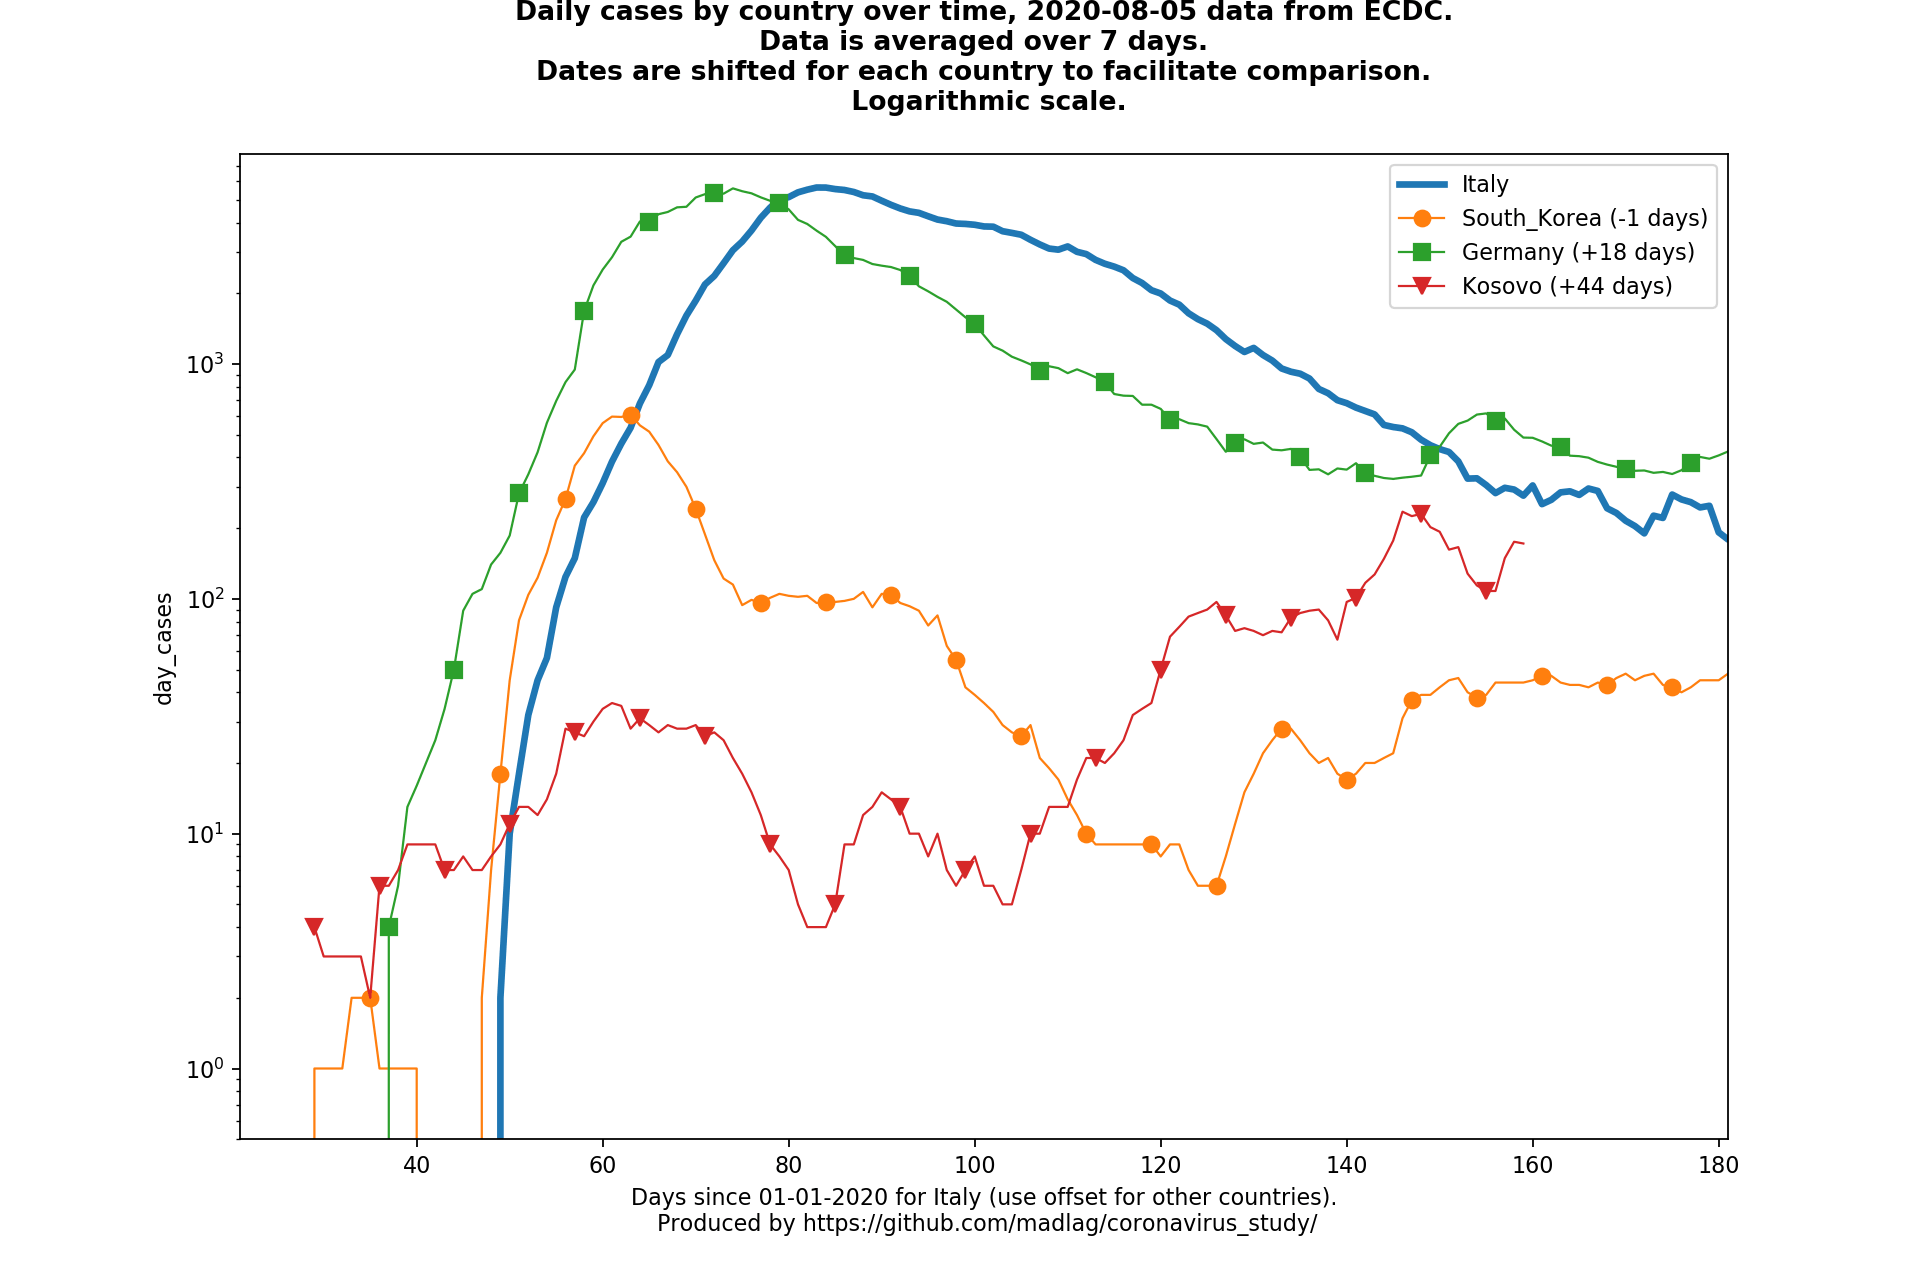 Daily cases by country over time, 2020-08-05 data from ECDC.
Data is averaged over 7 days.
Dates are shifted for each country to facilitate comparison.
Logarithmic scale.
Italy
South_Korea (-1 days)
Germany (+18 days)
Kosovo (+44 days)
day_cases
10³
10²
10¹
10⁰
40 60 80 100 120 140 160 180
Days since 01-01-2020 for Italy (use offset for other countries).
Produced by https://github.com/madlag/coronavirus_study/